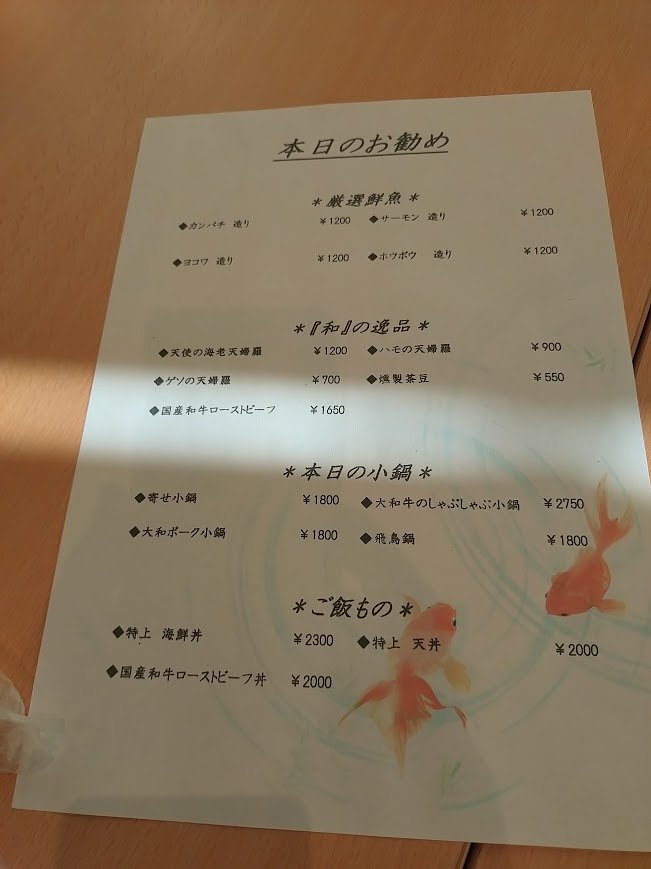 本日のお勧め
＊厳選鮮魚＊
◆カンパチ 造り ￥1200 ◆サーモン 造り ￥1200
◆ヨコワ 造り ￥1200 ◆ホウボウ 造り ￥1200
＊『和』の逸品＊
◆天使の海老天婦羅 ￥1200 ◆ハモの天婦羅 ￥900
◆ゲソの天婦羅 ￥700 ◆燻製茶豆 ￥550
◆国産和牛ローストビーフ ￥1650
＊本日の小鍋＊
◆寄せ小鍋 ￥1800 ◆大和牛のしゃぶしゃぶ小鍋 ￥2750
◆大和ポーク小鍋 ￥1800 ◆飛鳥鍋 ￥1800
＊ご飯もの＊
◆特上 海鮮丼 ￥2300 ◆特上 天丼 ￥2000
◆国産和牛ローストビーフ丼 ￥2000